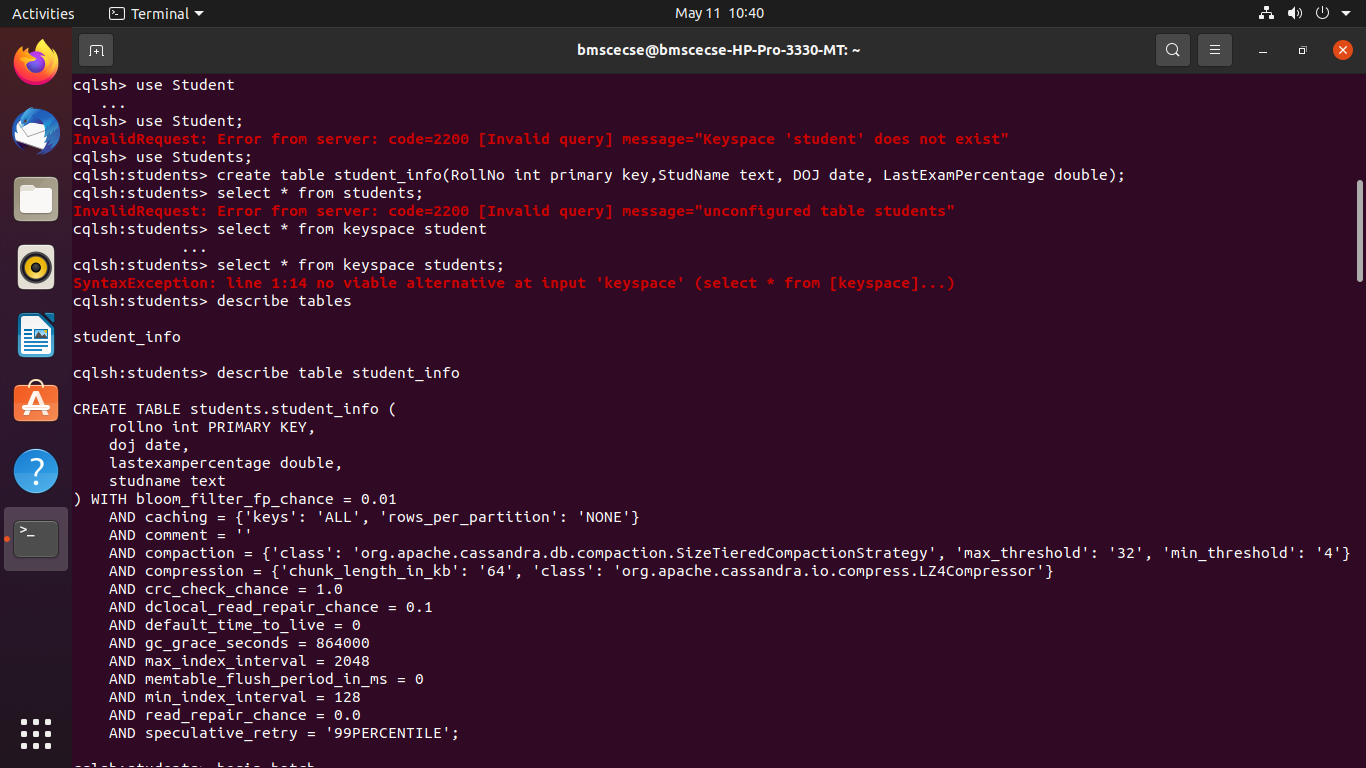 Activities
Terminal
May 11 10:40
bmscecse@bmscecse-HP-Pro-3330-MT: ~
cqlsh> use Student
   ...
cqlsh> use Student;
InvalidRequest: Error from server: code=2200 [Invalid query] message="Keyspace 'student' does not exist"
cqlsh> use Students;
cqlsh:students> create table student_info(RollNo int primary key,StudName text, DOJ date, LastExamPercentage double);
cqlsh:students> select * from students;
InvalidRequest: Error from server: code=2200 [Invalid query] message="unconfigured table students"
cqlsh:students> select * from keyspace student
            ...
cqlsh:students> select * from keyspace students;
SyntaxException: line 1:14 no viable alternative at input 'keyspace' (select * from [keyspace]...)
cqlsh:students> describe tables
student_info
cqlsh:students> describe table student_info
CREATE TABLE students.student_info (
    rollno int PRIMARY KEY,
    doj date,
    lastexampercentage double,
    studname text
) WITH bloom_filter_fp_chance = 0.01
    AND caching = {'keys': 'ALL', 'rows_per_partition': 'NONE'}
    AND comment = ''
    AND compaction = {'class': 'org.apache.cassandra.db.compaction.SizeTieredCompactionStrategy', 'max_threshold': '32', 'min_threshold': '4'}
    AND compression = {'chunk_length_in_kb': '64', 'class': 'org.apache.cassandra.io.compress.LZ4Compressor'}
    AND crc_check_chance = 1.0
    AND dclocal_read_repair_chance = 0.1
    AND default_time_to_live = 0
    AND gc_grace_seconds = 864000
    AND max_index_interval = 2048
    AND memtable_flush_period_in_ms = 0
    AND min_index_interval = 128
    AND read_repair_chance = 0.0
    AND speculative_retry = '99PERCENTILE';
cqlsh:students> begin batch